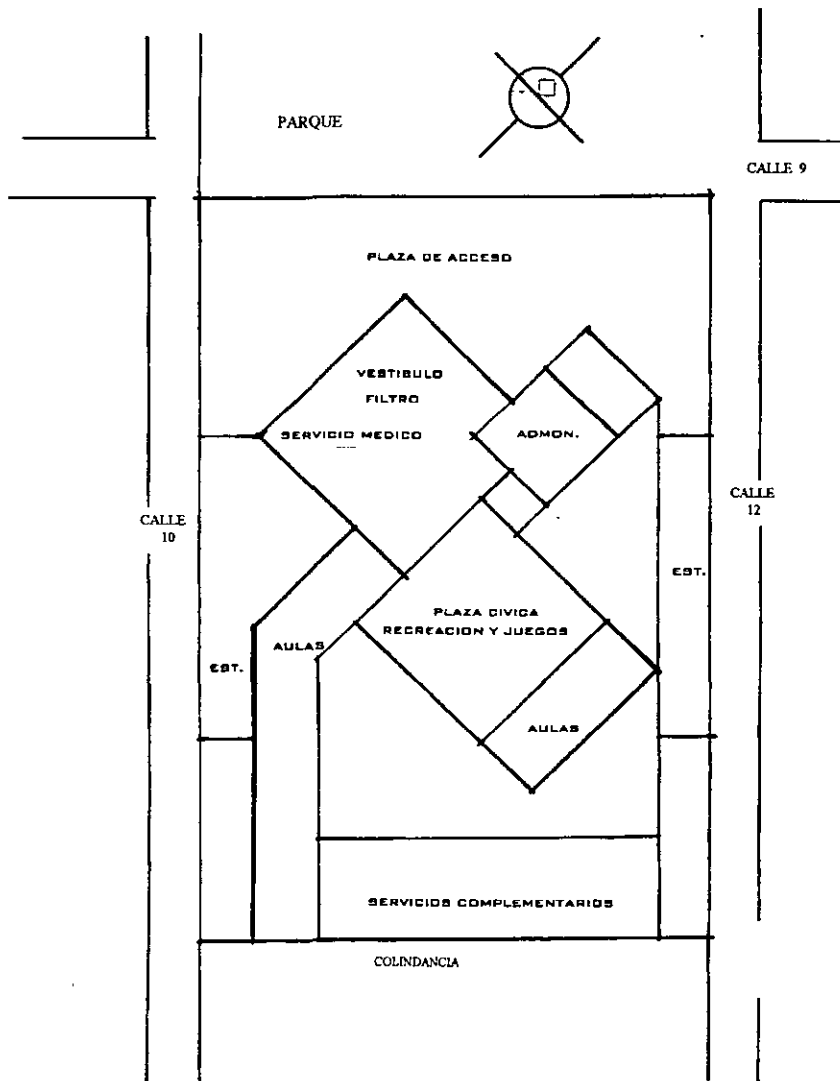 PARQUE
CALLE 9
PLAZA DE ACCESO
VESTIBULO
FILTRO
SERVICIO MEDICO
ADMON.
CALLE
10
CALLE
12
EST.
PLAZA CIVICA
RECREACION Y JUEGOS
AULAS
EST.
AULAS
SERVICIOS COMPLEMENTARIOS
COLINDANCIA